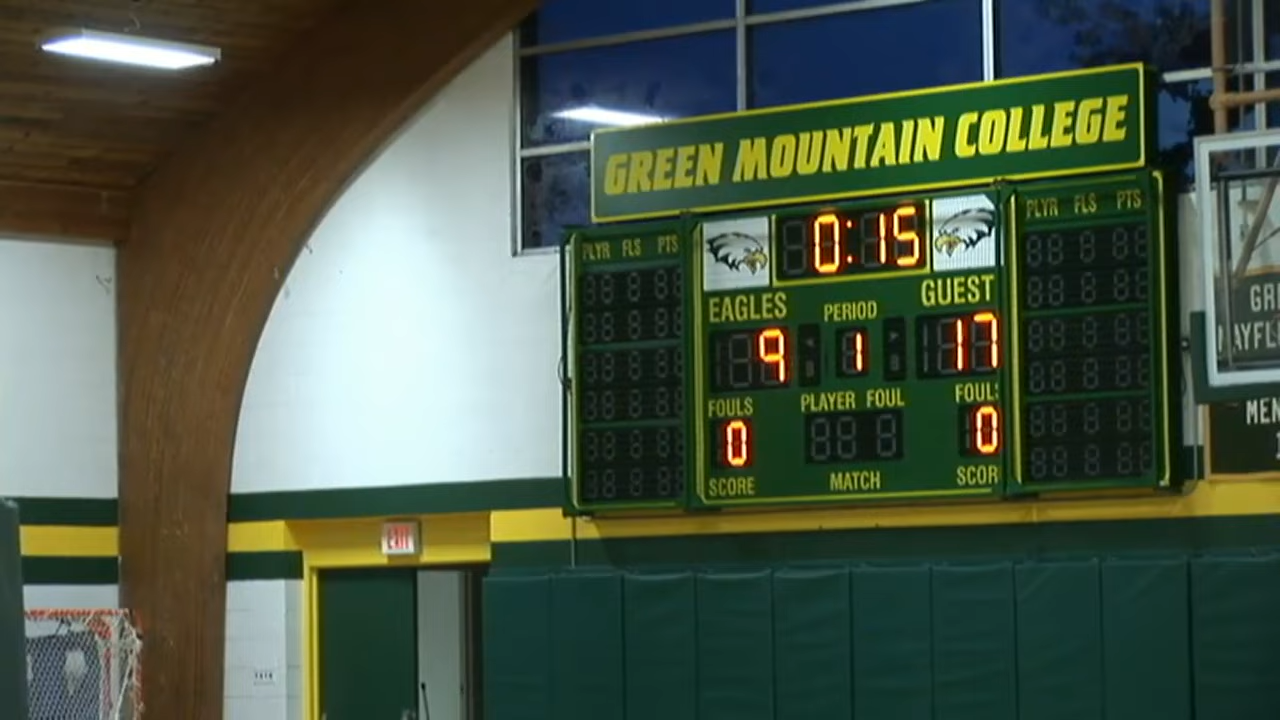 GREEN MOUNTAIN COLLEGE
PLYR FLS PTS
0:15
PLYR FLS PTS
EAGLES
PERIOD
GUEST
9
1
17
FOULS
PLAYER FOUL
FOULS
0
0
SCORE
MATCH
SCOR
EXIT